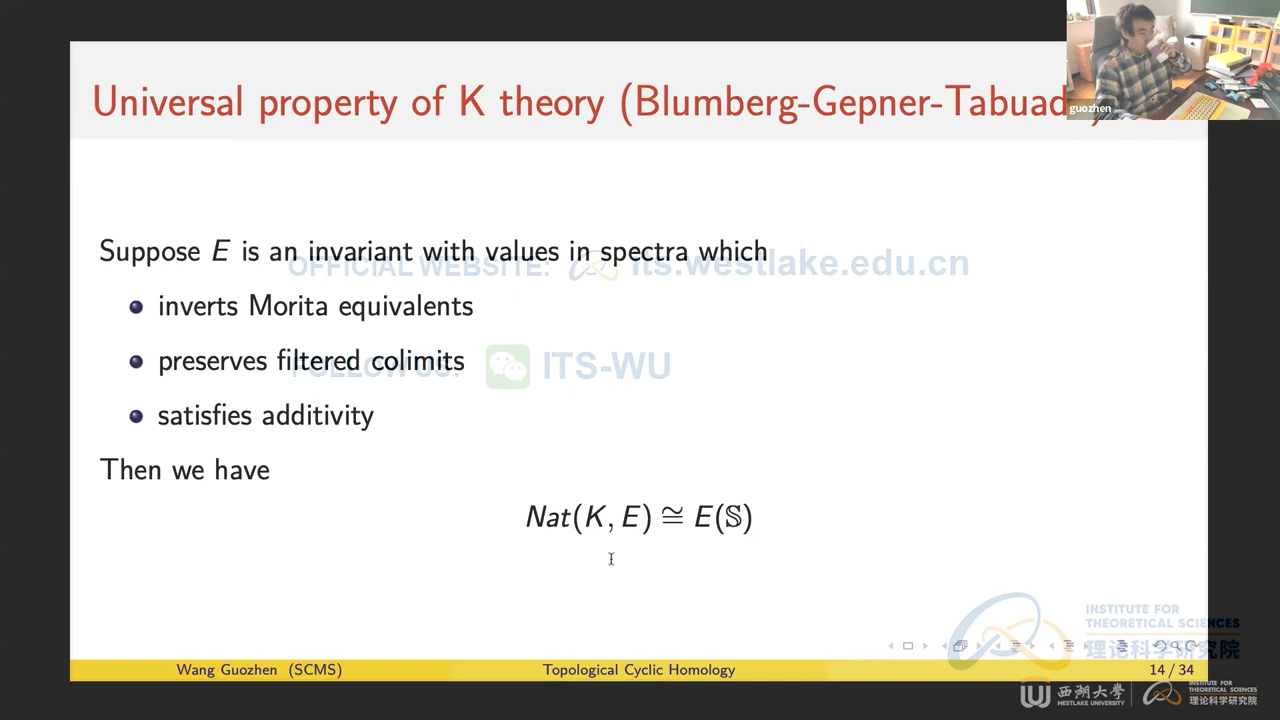 Universal property of K theory (Blumberg-Gepner-Tabuad
guozhen
Suppose E is an invariant with values in spectra which
OFFICIAL WEBSITE: its.westlake.edu.cn
inverts Morita equivalents
preserves filtered colimits
FOLLOW US: ITS-WU
satisfies additivity
Then we have
Nat(K, E) ≅ E(𝕊)
INSTITUTE FOR
THEORETICAL SCIENCES
理论科学研究院
Wang Guozhen (SCMS) Topological Cyclic Homology 14 / 34
西湖大学
WESTLAKE UNIVERSITY
INSTITUTE FOR
THEORETICAL SCIENCES
理论科学研究院